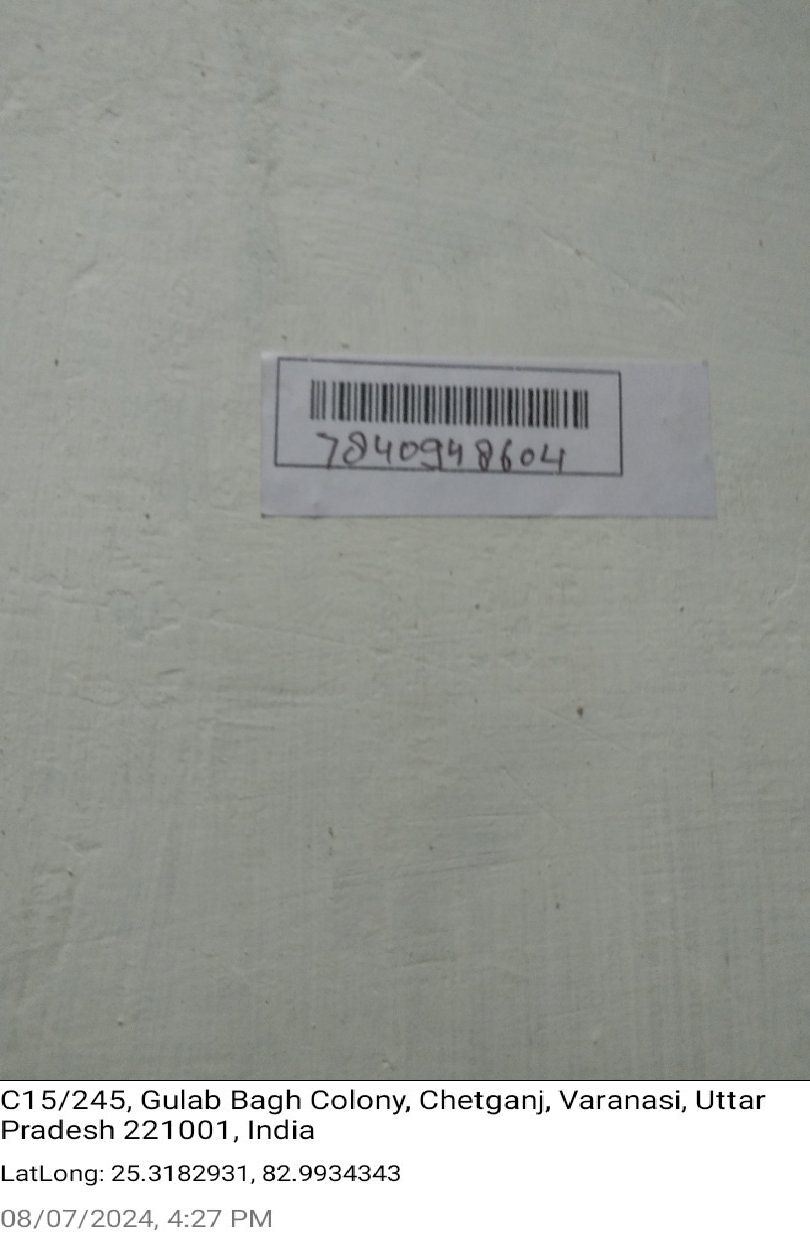 7840948604
C15/245, Gulab Bagh Colony, Chetganj, Varanasi, Uttar
Pradesh 221001, India
LatLong: 25.3182931, 82.9934343
08/07/2024, 4:27 PM